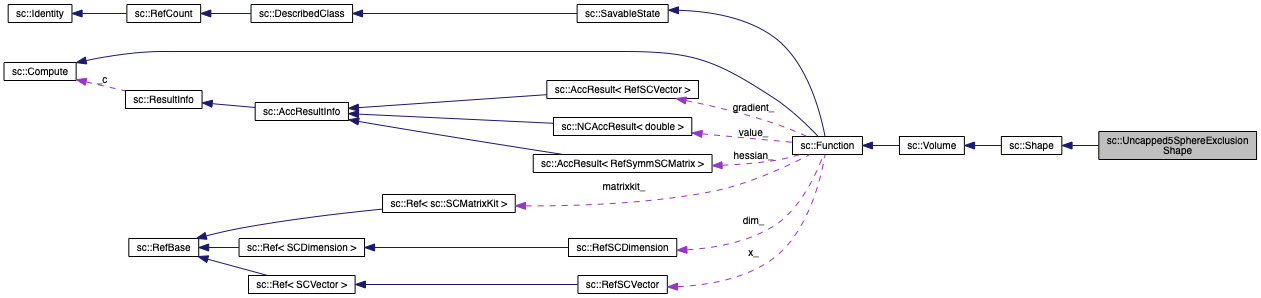 sc::Identity
sc::RefCount
sc::DescribedClass
sc::SavableState
sc::Compute
_c
sc::ResultInfo
sc::AccResultInfo
sc::AccResult< RefSCVector >
gradient_
sc::NCAccResult< double >
value_
sc::AccResult< RefSymmSCMatrix >
hessian_
sc::Function
sc::Volume
sc::Shape
sc::Uncapped5SphereExclusion
Shape
matrixkit_
sc::Ref< sc::SCMatrixKit >
dim_
sc::RefBase
sc::Ref< SCDimension >
sc::RefSCDimension
x_
sc::Ref< SCVector >
sc::RefSCVector